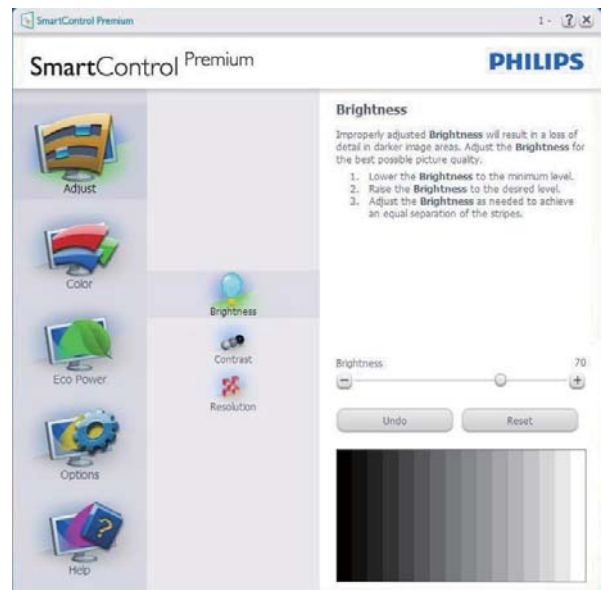 SmartControl Premium
1 - ? X
SmartControl Premium
PHILIPS
Adjust
Color
Eco Power
Options
Help
Brightness
Contrast
Resolution
Brightness
Improperly adjusted Brightness will result in a loss of
detail in darker image areas. Adjust the Brightness for
the best possible picture quality.
1. Lower the Brightness to the minimum level.
2. Raise the Brightness to the desired level.
3. Adjust the Brightness as needed to achieve
an equal separation of the stripes.
Brightness 70
Undo Reset